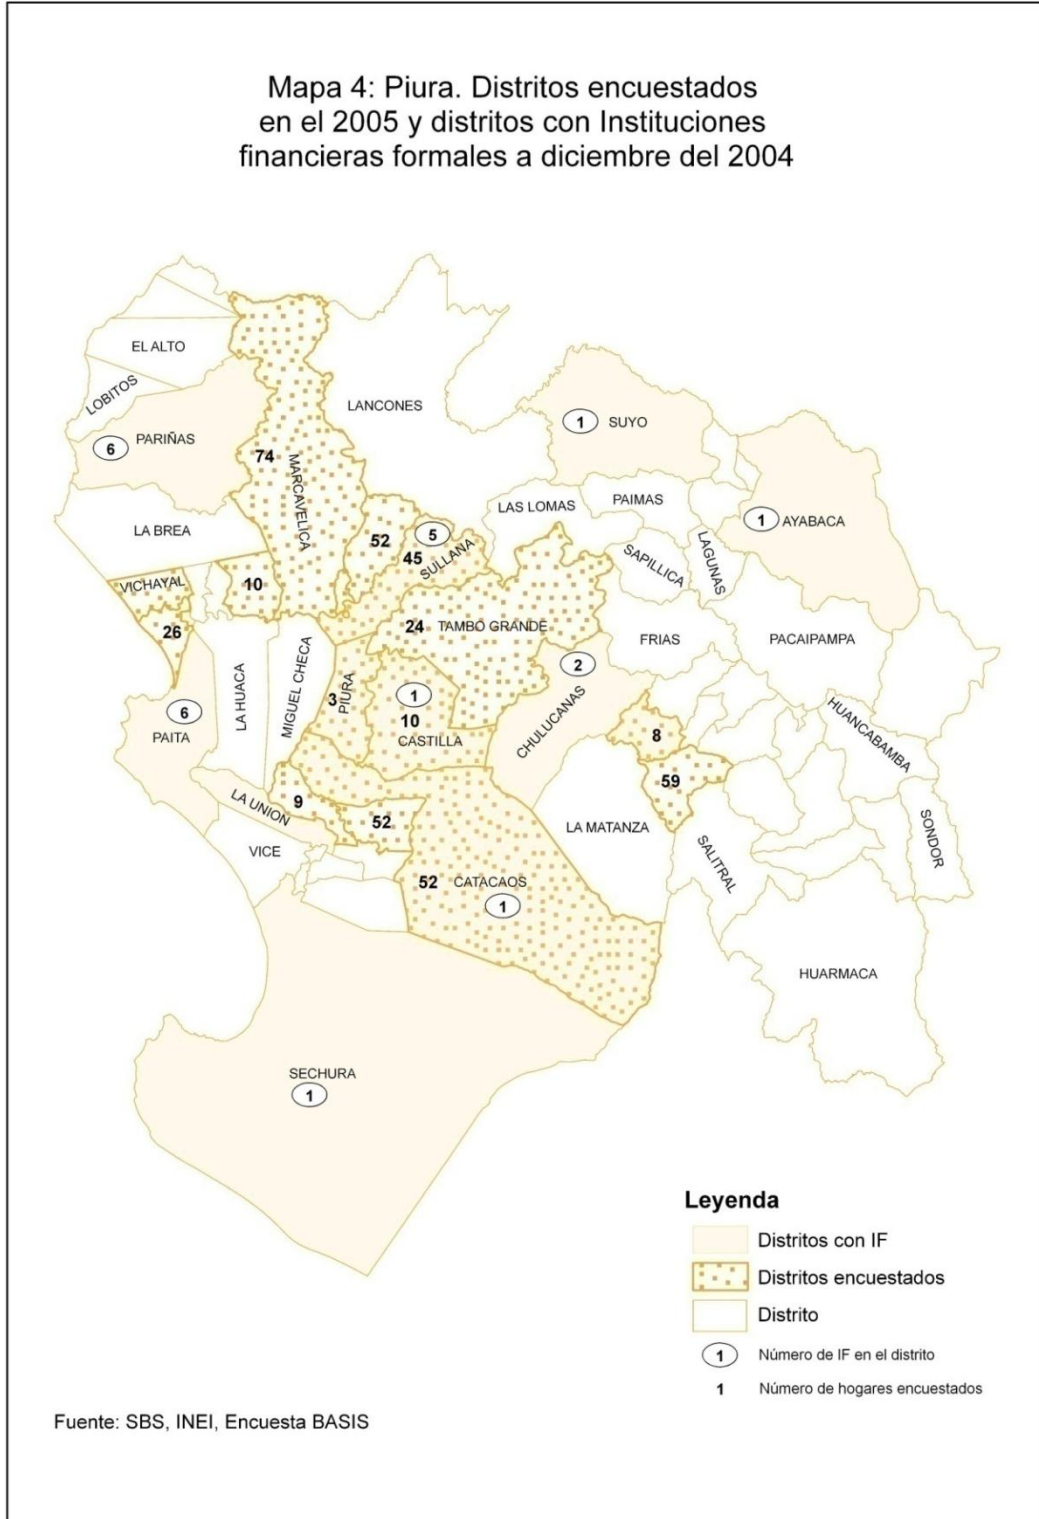 Mapa 4: Piura. Distritos encuestados
en el 2005 y distritos con Instituciones
financieras formales a diciembre del 2004
EL ALTO
LOBITOS
LANCONES
PARIÑAS
6
1
SUYO
74
MARCAVELICA
LAS LOMAS
PAIMAS
1
AYABACA
LA BREA
52
5
45
SULLANA
SAPILLICA
LAGUNAS
VICHAYAL
10
26
24
TAMBO GRANDE
FRIAS
PACAIPAMPA
LA HUACA
MIGUEL CHECA
3
PIURA
1
10
CASTILLA
2
CHULUCANAS
6
PAITA
8
HUANCABAMBA
59
LA UNION
9
52
LA MATANZA
VICE
SALITRAL
SONDOR
52
CATACAOS
1
HUARMACA
SECHURA
1
Leyenda
Distritos con IF
Distritos encuestados
Distrito
1
Número de IF en el distrito
1
Número de hogares encuestados
Fuente: SBS, INEI, Encuesta BASIS